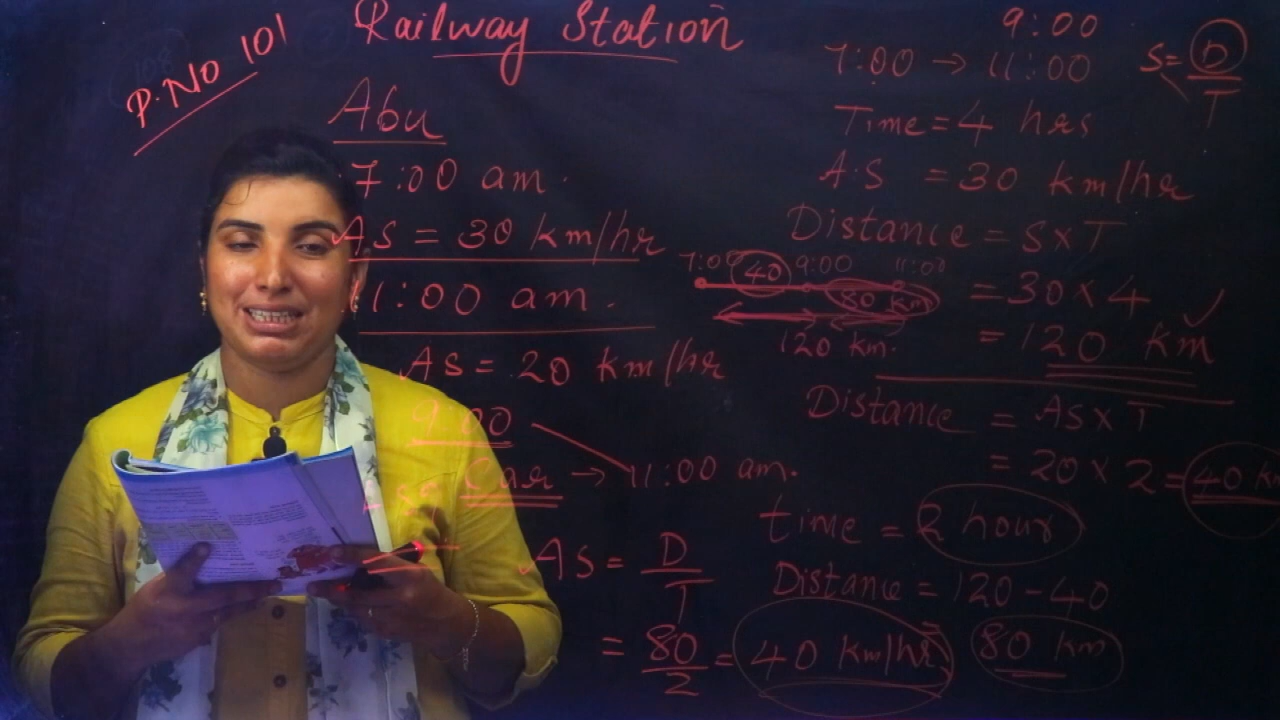 P.No 101
Railway Station
Abu
7:00 am.
AS = 30 km/hr
11:00 am.
AS = 20 km/hr
9:00
Car → 11:00 am.
AS = D/T
= 80/2 = 40 km/hr
9:00
7:00 → 11:00
S = D/T
Time = 4 hrs
A.S = 30 km/hr
Distance = S x T
= 30 x 4
= 120 km
7:00 40 9:00 11:00
80 km
120 km.
Distance = AS x T
= 20 x 2 = 40 k
time = 2 hour
Distance = 120 - 40
= 80 km